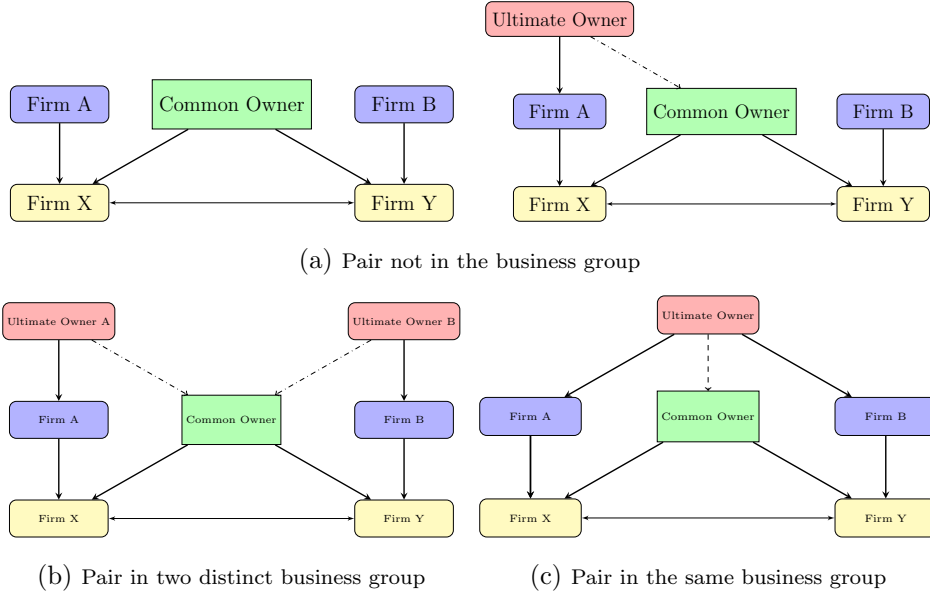 Ultimate Owner
Firm A Common Owner Firm B
Firm A Common Owner Firm B
Firm X Firm Y
Firm X Firm Y
(a) Pair not in the business group
Ultimate Owner A Ultimate Owner B
Ultimate Owner
Firm A Common Owner Firm B
Firm A Common Owner Firm B
Firm X Firm Y
Firm X Firm Y
(b) Pair in two distinct business group
(c) Pair in the same business group